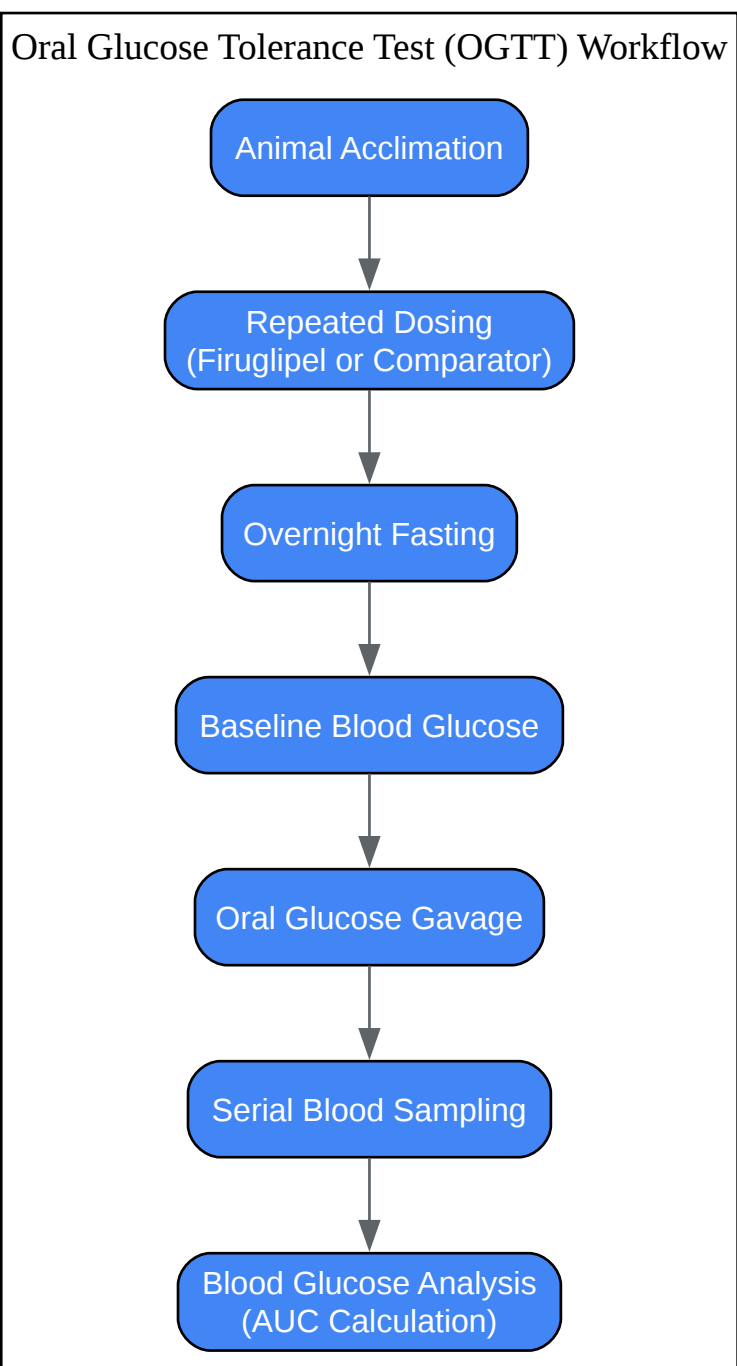 Oral Glucose Tolerance Test (OGTT) Workflow
Animal Acclimation
Repeated Dosing
(Firuglipel or Comparator)
Overnight Fasting
Baseline Blood Glucose
Oral Glucose Gavage
Serial Blood Sampling
Blood Glucose Analysis
(AUC Calculation)